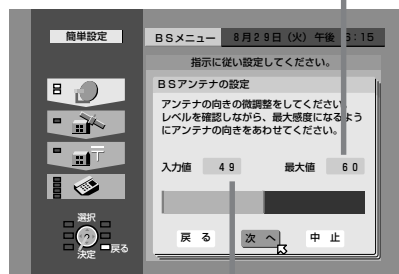 簡単設定
BSメニュー 8月29日（火）午後 6:15
指示に従い設定してください。
BSアンテナの設定
アンテナの向きの微調整をしてください。
レベルを確認しながら、最大感度になるよう
にアンテナの向きをあわせてください。
入力値 49 最大値 60
戻る 次へ 中止
選択
戻る
決定